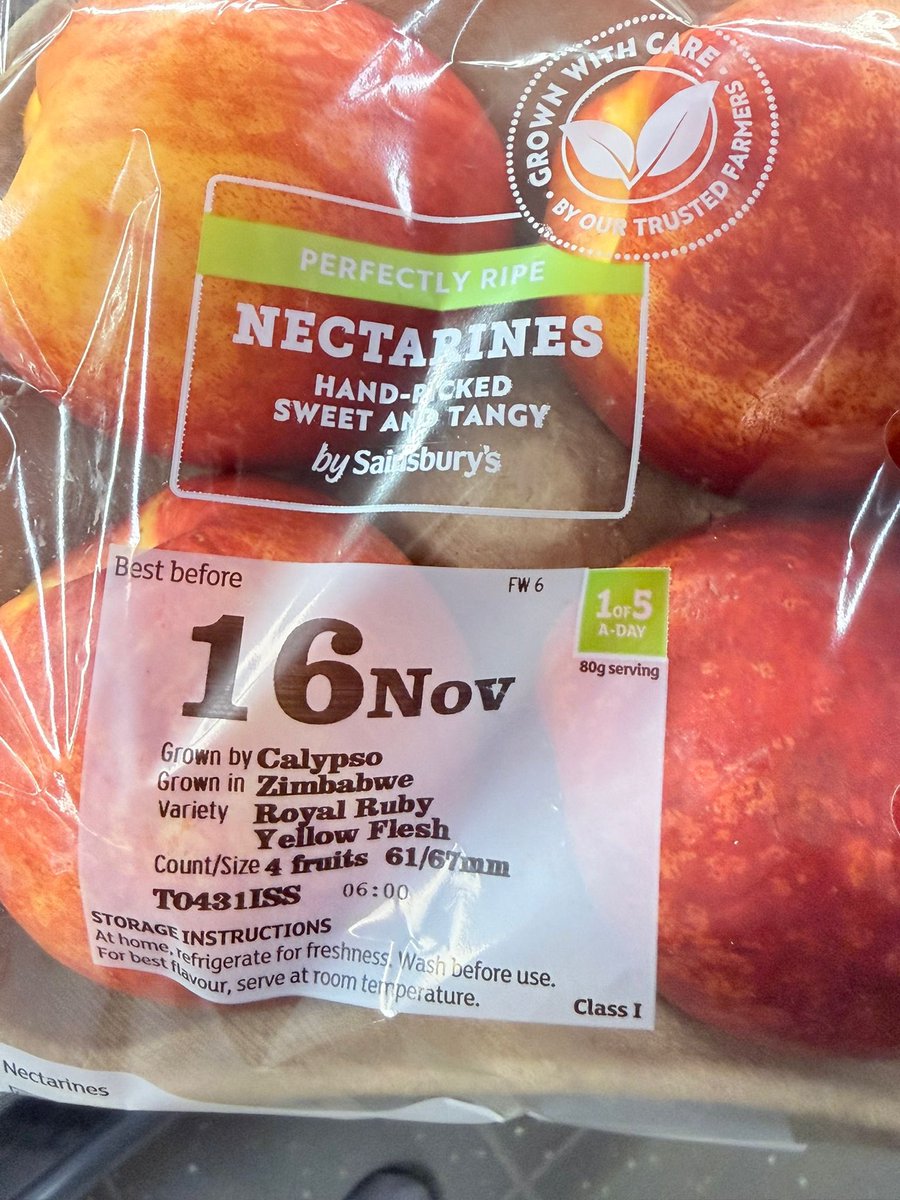 GROWN WITH CARE
• BY OUR TRUSTED FARMERS •
PERFECTLY RIPE
NECTARINES
HAND-PICKED
SWEET AND TANGY
by Sainsbury's
Best before
FW 6
1 OF 5
A-DAY
16 Nov
80g serving
Grown by Calypso
Grown in Zimbabwe
Variety Royal Ruby
Yellow Flesh
Count/Size 4 fruits 61/67mm
T0431ISS 06:00
STORAGE INSTRUCTIONS
At home, refrigerate for freshness. Wash before use.
For best flavour, serve at room temperature.
Class I
Nectarines